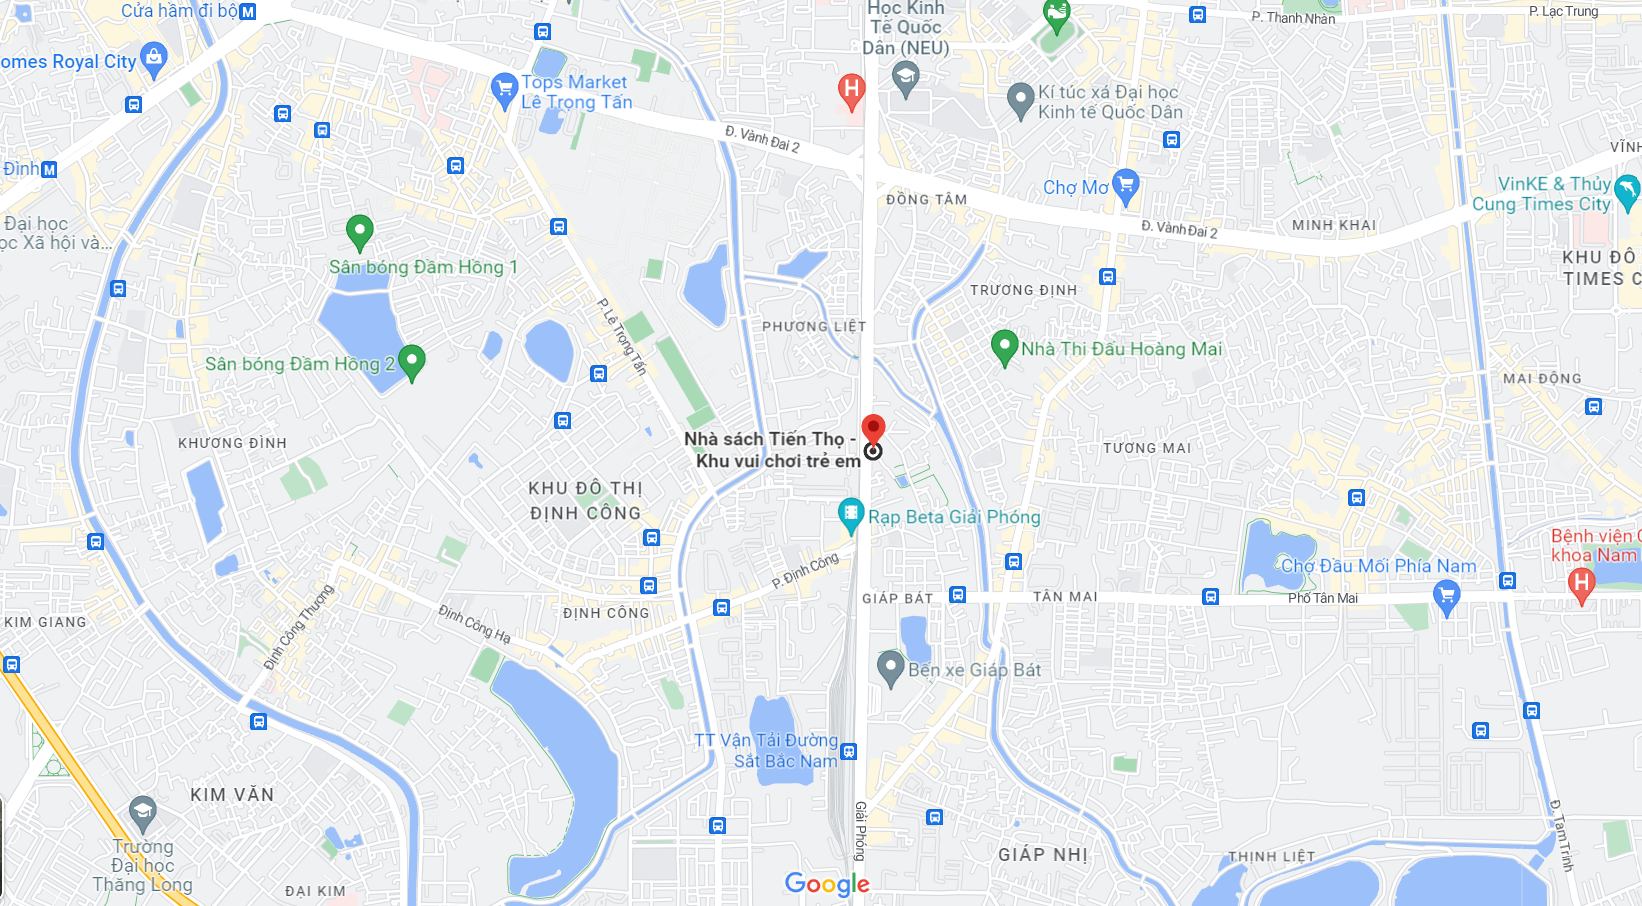 Cửa hầm đi bộ
omes Royal City
Tops Market
Lê Trọng Tấn
Học Kinh
Tế Quốc
Dân (NEU)
P. Thanh Nhàn
P. Lạc Trung
Kí túc xá Đại học
Kinh tế Quốc Dân
Đ. Vành Đai 2
VĨNH
Đình
Chợ Mơ
VinKE & Thủy
Cung Times City
ĐỒNG TÂM
MINH KHAI
Đ. Vành Đai 2
Đại học
ọc Xã hội và...
Sân bóng Đầm Hồng 1
KHU ĐÔ
TIMES C
TRƯƠNG ĐỊNH
P. Lê Trọng Tấn
PHƯƠNG LIỆT
Nhà Thi Đấu Hoàng Mai
Sân bóng Đầm Hồng 2
MAI ĐỘNG
KHƯƠNG ĐÌNH
Nhà sách Tiến Thọ -
Khu vui chơi trẻ em
TƯƠNG MAI
KHU ĐÔ THỊ
ĐỊNH CÔNG
Rạp Beta Giải Phóng
Bệnh viện
khoa Nam
Chợ Đầu Mối Phía Nam
P. Định Công
GIÁP BÁT
TÂN MAI
Phố Tân Mai
KIM GIANG
Định Công Thượng
Định Công Hạ
ĐỊNH CÔNG
Bến xe Giáp Bát
TT Vận Tải Đường
Sắt Bắc Nam
KIM VĂN
Giải Phóng
Đ. Tam Trinh
Trường
Đại học
Thăng Long
GIÁP NHỊ
THỊNH LIỆT
ĐẠI KIM
Google